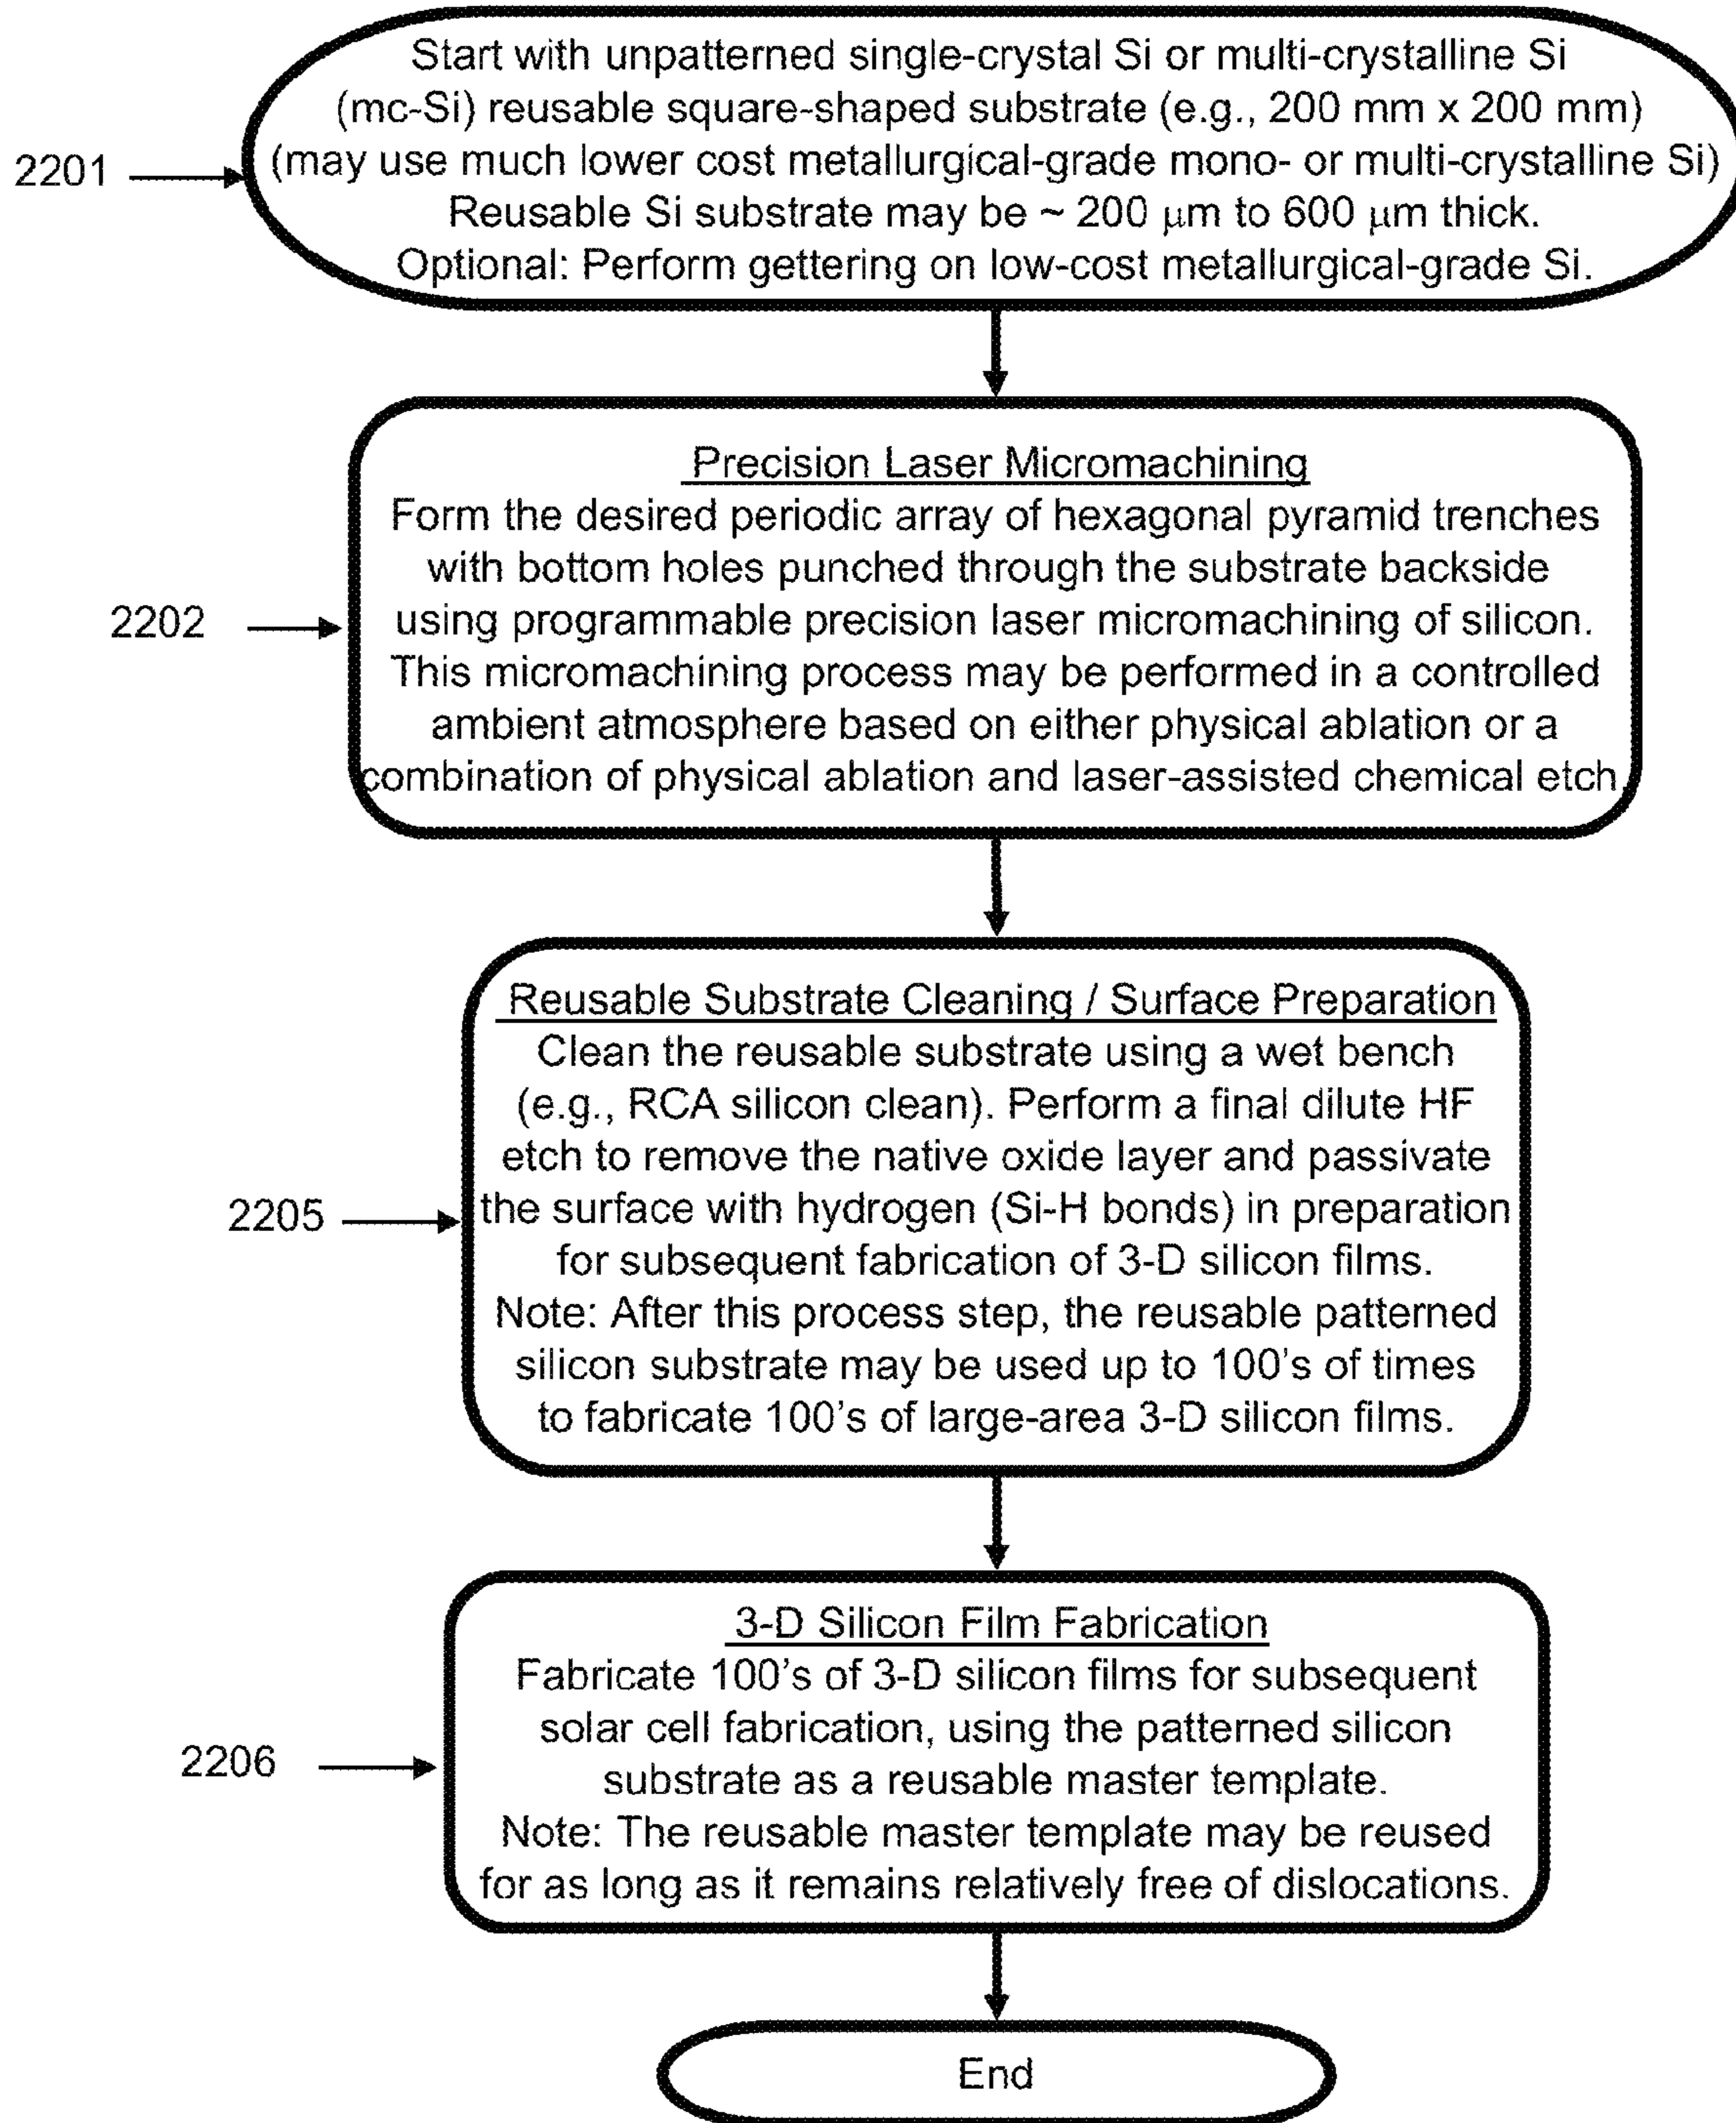 Start with unpatterned single-crystal Si or multi-crystalline Si
(mc-Si) reusable square-shaped substrate (e.g., 200 mm x 200 mm)
(may use much lower cost metallurgical-grade mono- or multi-crystalline Si)
Reusable Si substrate may be ~ 200 μm to 600 μm thick.
Optional: Perform gettering on low-cost metallurgical-grade Si.
2201
Precision Laser Micromachining
Form the desired periodic array of hexagonal pyramid trenches
with bottom holes punched through the substrate backside
using programmable precision laser micromachining of silicon.
This micromachining process may be performed in a controlled
ambient atmosphere based on either physical ablation or a
combination of physical ablation and laser-assisted chemical etch.
2202
Reusable Substrate Cleaning / Surface Preparation
Clean the reusable substrate using a wet bench
(e.g., RCA silicon clean). Perform a final dilute HF
etch to remove the native oxide layer and passivate
the surface with hydrogen (Si-H bonds) in preparation
for subsequent fabrication of 3-D silicon films.
Note: After this process step, the reusable patterned
silicon substrate may be used up to 100's of times
to fabricate 100's of large-area 3-D silicon films.
2205
3-D Silicon Film Fabrication
Fabricate 100's of 3-D silicon films for subsequent
solar cell fabrication, using the patterned silicon
substrate as a reusable master template.
Note: The reusable master template may be reused
for as long as it remains relatively free of dislocations.
2206
End